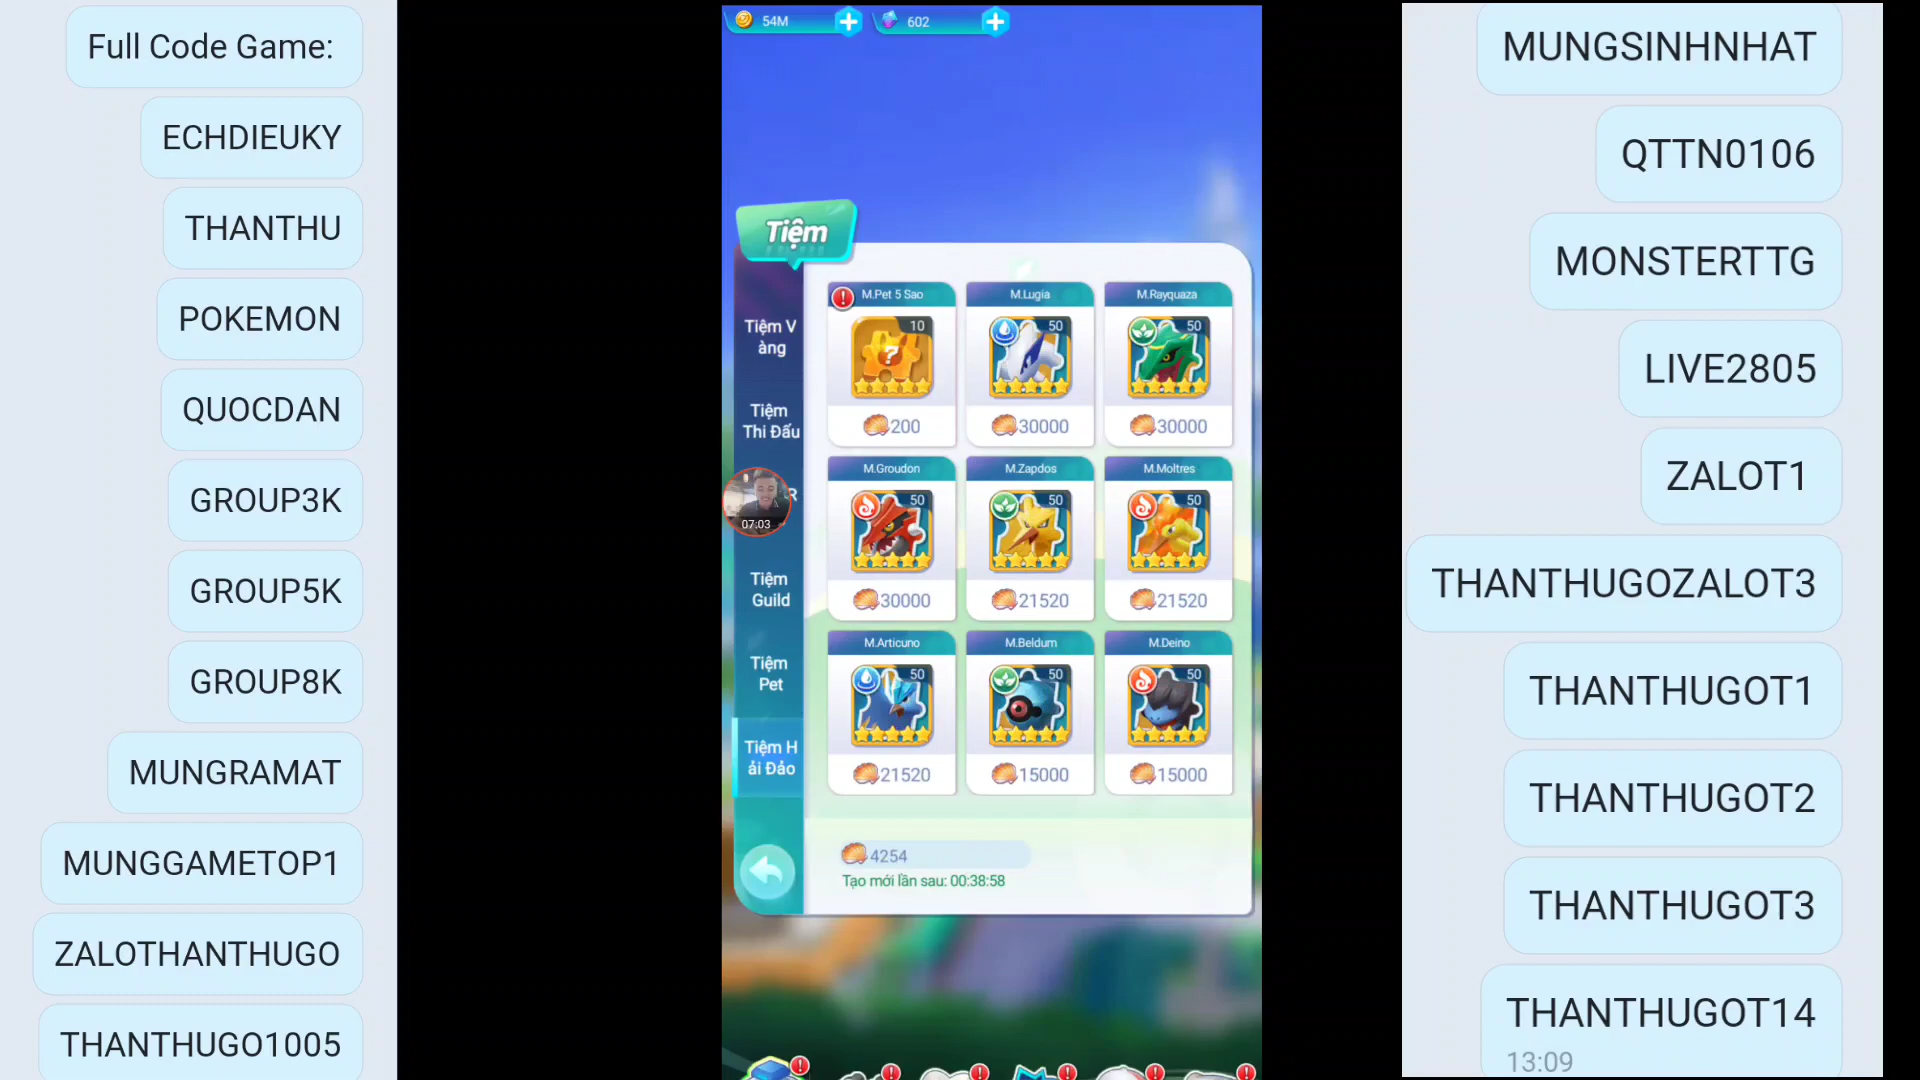 Full Code Game:
ECHDIEUKY
THANTHU
POKEMON
QUOCDAN
GROUP3K
GROUP5K
GROUP8K
MUNGRAMAT
MUNGGAMETOP1
ZALOTHANTHUGO
THANTHUGO1005
54M
602
Tiệm
Tiệm V
àng
Tiệm
Thi Đấu
R
07:03
Tiệm
Guild
Tiệm
Pet
Tiệm H
ải Đảo
M.Pet 5 Sao
10
200
M.Lugia
50
30000
M.Rayquaza
50
30000
M.Groudon
50
30000
M.Zapdos
50
21520
M.Moltres
50
21520
M.Articuno
50
21520
M.Beldum
50
15000
M.Deino
50
15000
4254
Tạo mới lần sau: 00:38:58
MUNGSINHNHAT
QTTN0106
MONSTERTTG
LIVE2805
ZALOT1
THANTHUGOZALOT3
THANTHUGOT1
THANTHUGOT2
THANTHUGOT3
THANTHUGOT14
13:09